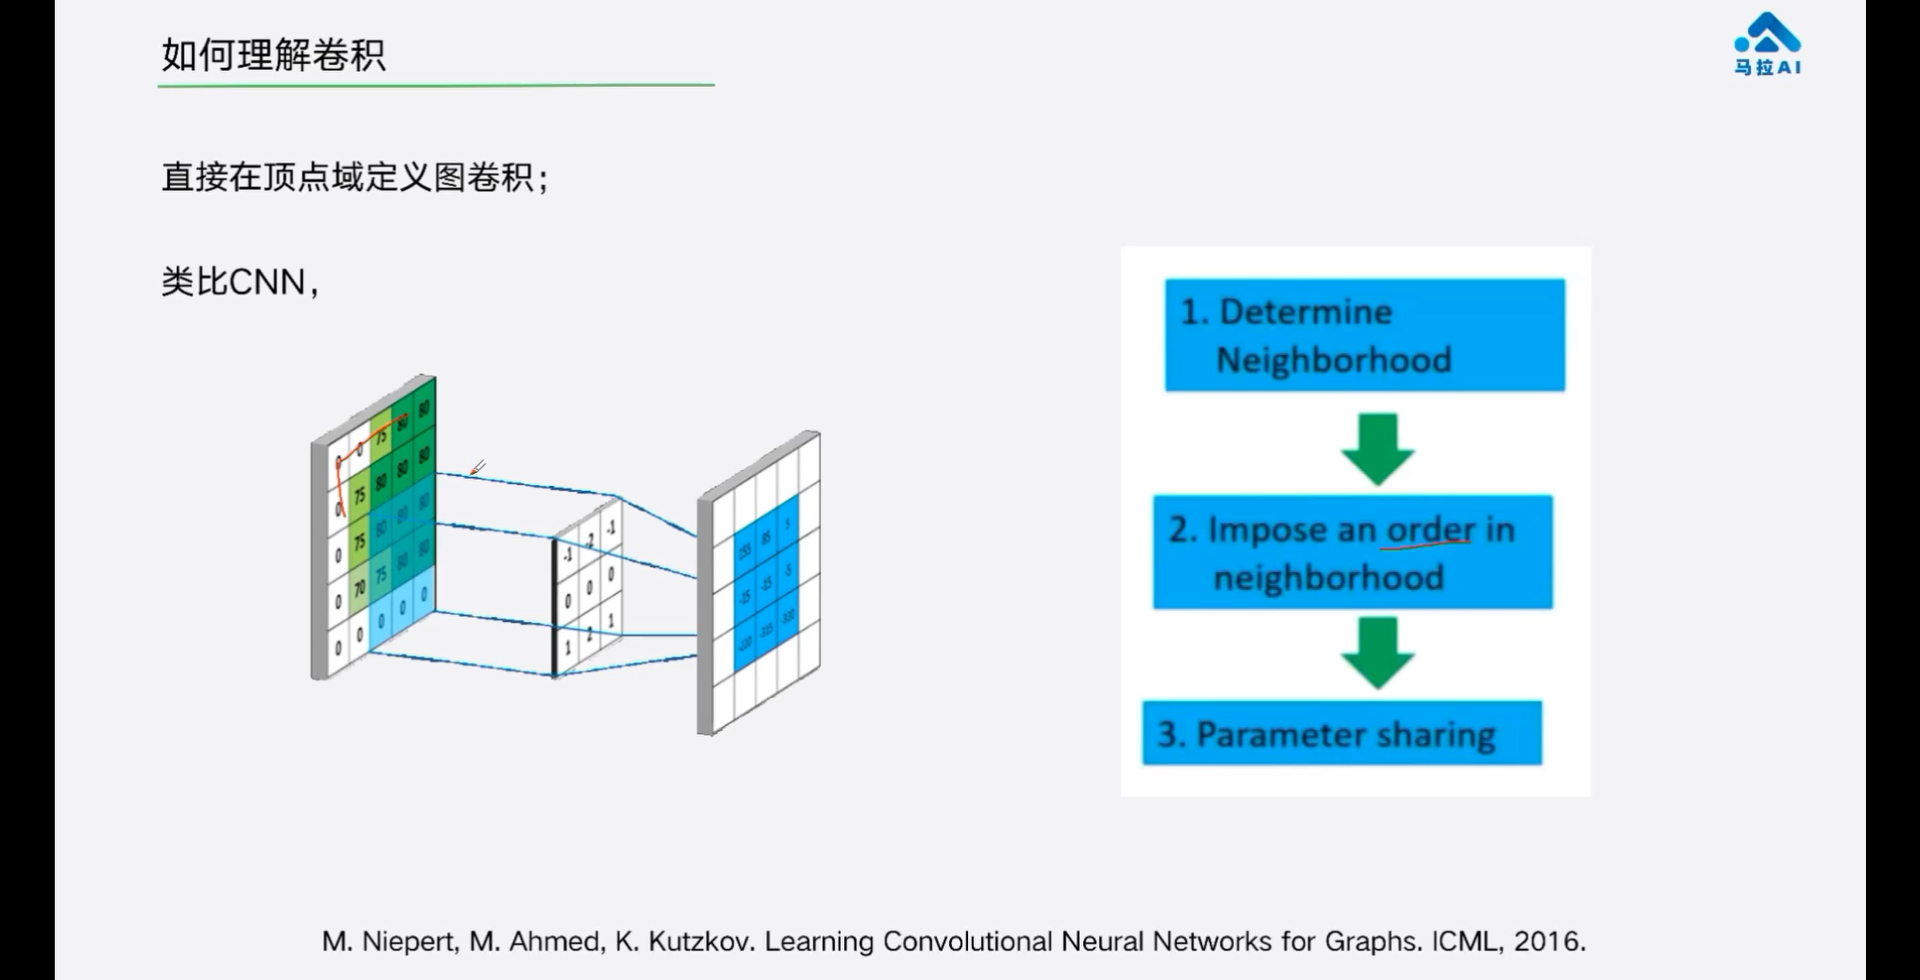 如何理解卷积
马拉AI
直接在顶点域定义图卷积；
类比CNN，
0 0 75 80 80
0 75 80 80 80
0 75 80 80 80
0 70 75 80 80
0 0 0 0 0
-1 -2 -1
0 0 0
1 2 1
155 85 5
-15 -15 -5
1. Determine
Neighborhood
2. Impose an order in
neighborhood
3. Parameter sharing
M. Niepert, M. Ahmed, K. Kutzkov. Learning Convolutional Neural Networks for Graphs. ICML, 2016.